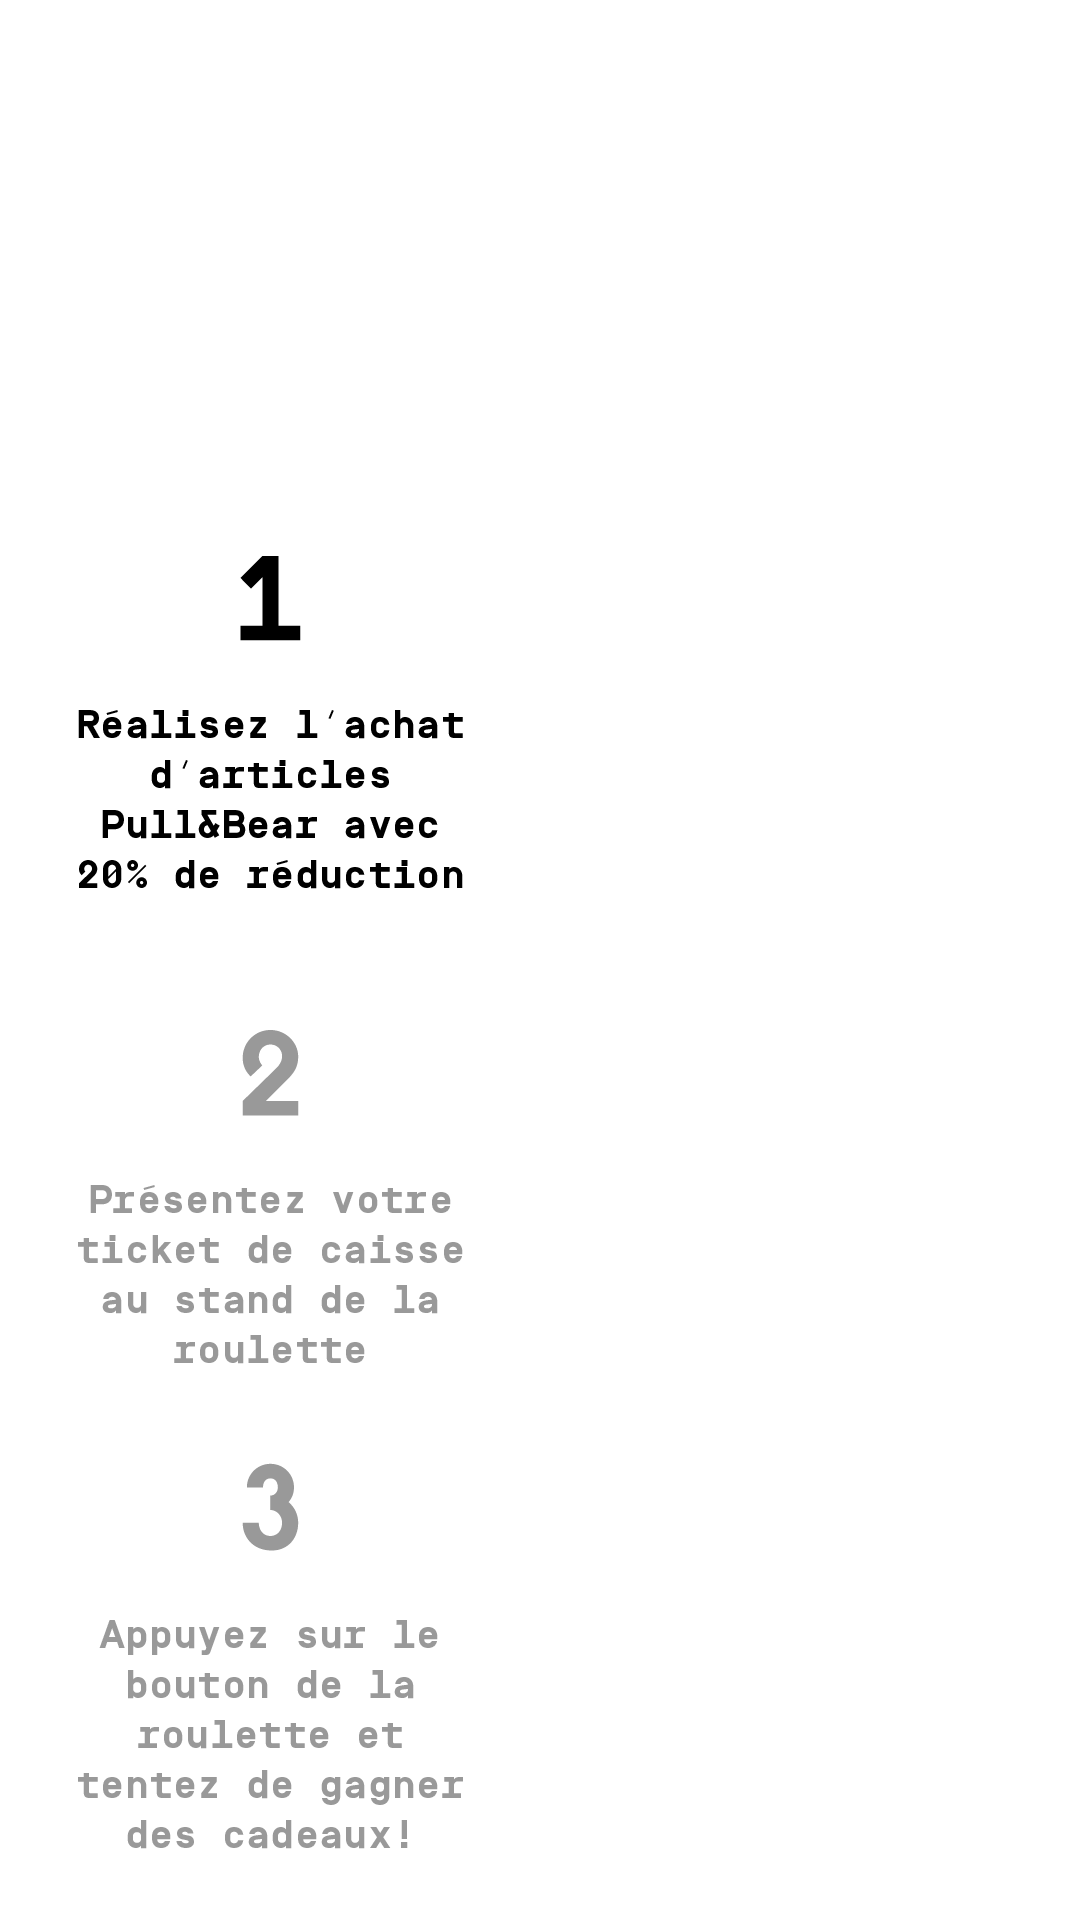 1
Réalisez l'achat
d'articles
Pull&Bear avec
20% de réduction
2
Présentez votre
ticket de caisse
au stand de la
roulette
3
Appuyez sur le
bouton de la
roulette et
tentez de gagner
des cadeaux!